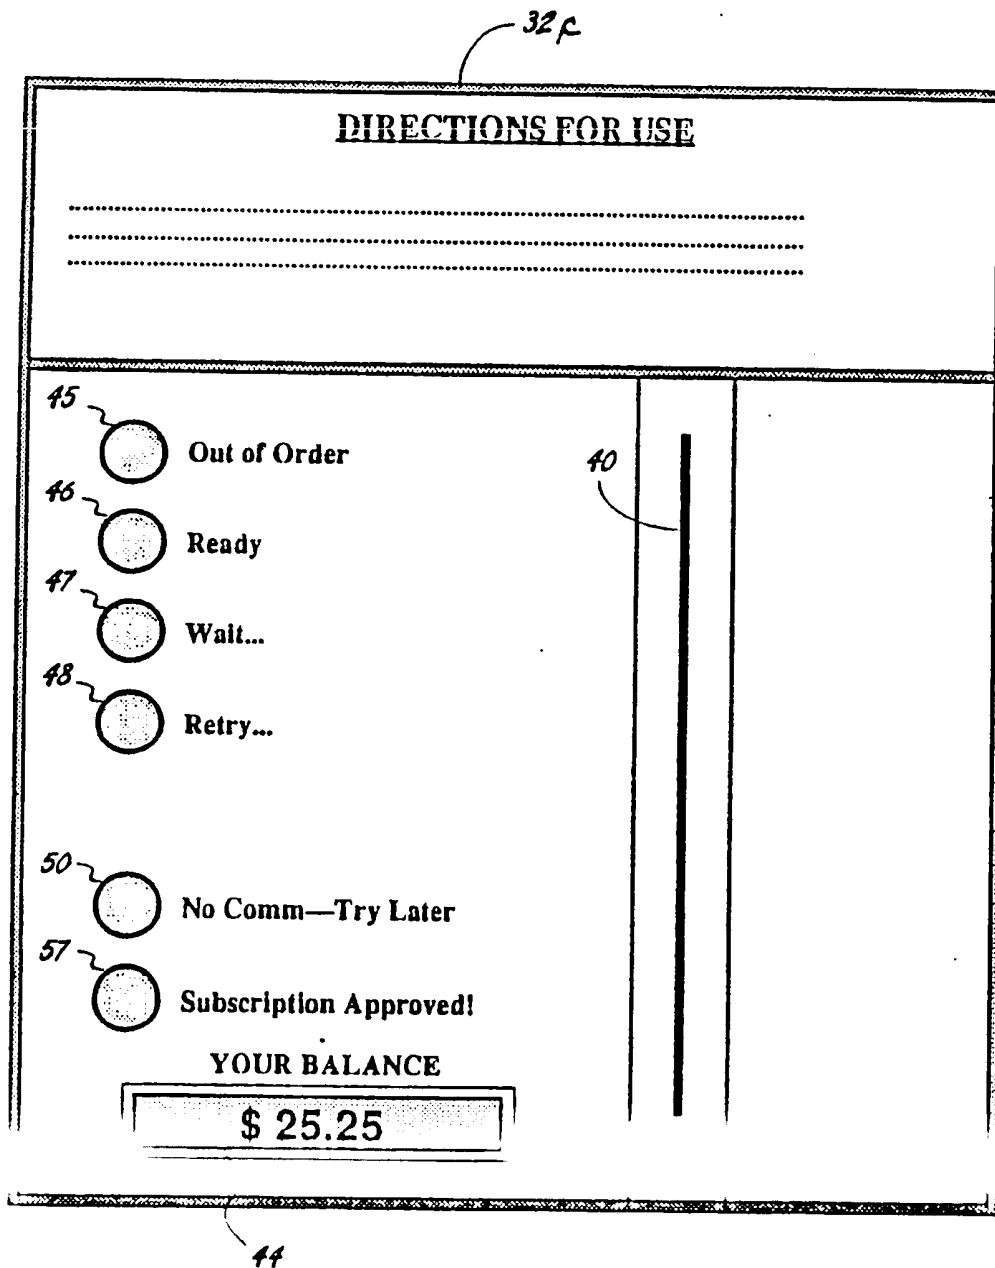 32f
DIRECTIONS FOR USE
45
Out of Order
40
46
Ready
47
Wait...
48
Retry...
50
No Comm—Try Later
57
Subscription Approved!
YOUR BALANCE
$ 25.25
44